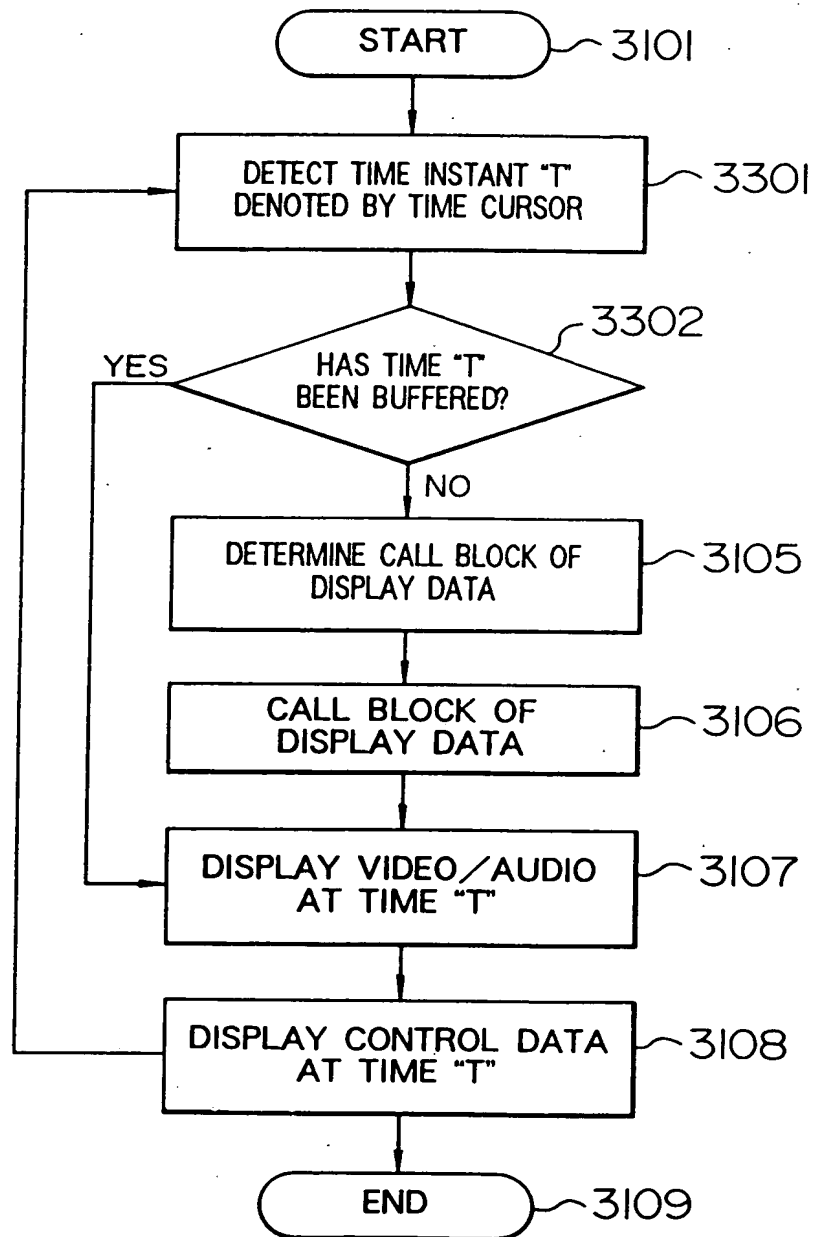 START
3101
DETECT TIME INSTANT "T"
DENOTED BY TIME CURSOR
3301
3302
YES
HAS TIME "T"
BEEN BUFFERED?
NO
DETERMINE CALL BLOCK OF
DISPLAY DATA
3105
CALL BLOCK OF
DISPLAY DATA
3106
DISPLAY VIDEO/AUDIO
AT TIME "T"
3107
DISPLAY CONTROL DATA
AT TIME "T"
3108
END
3109